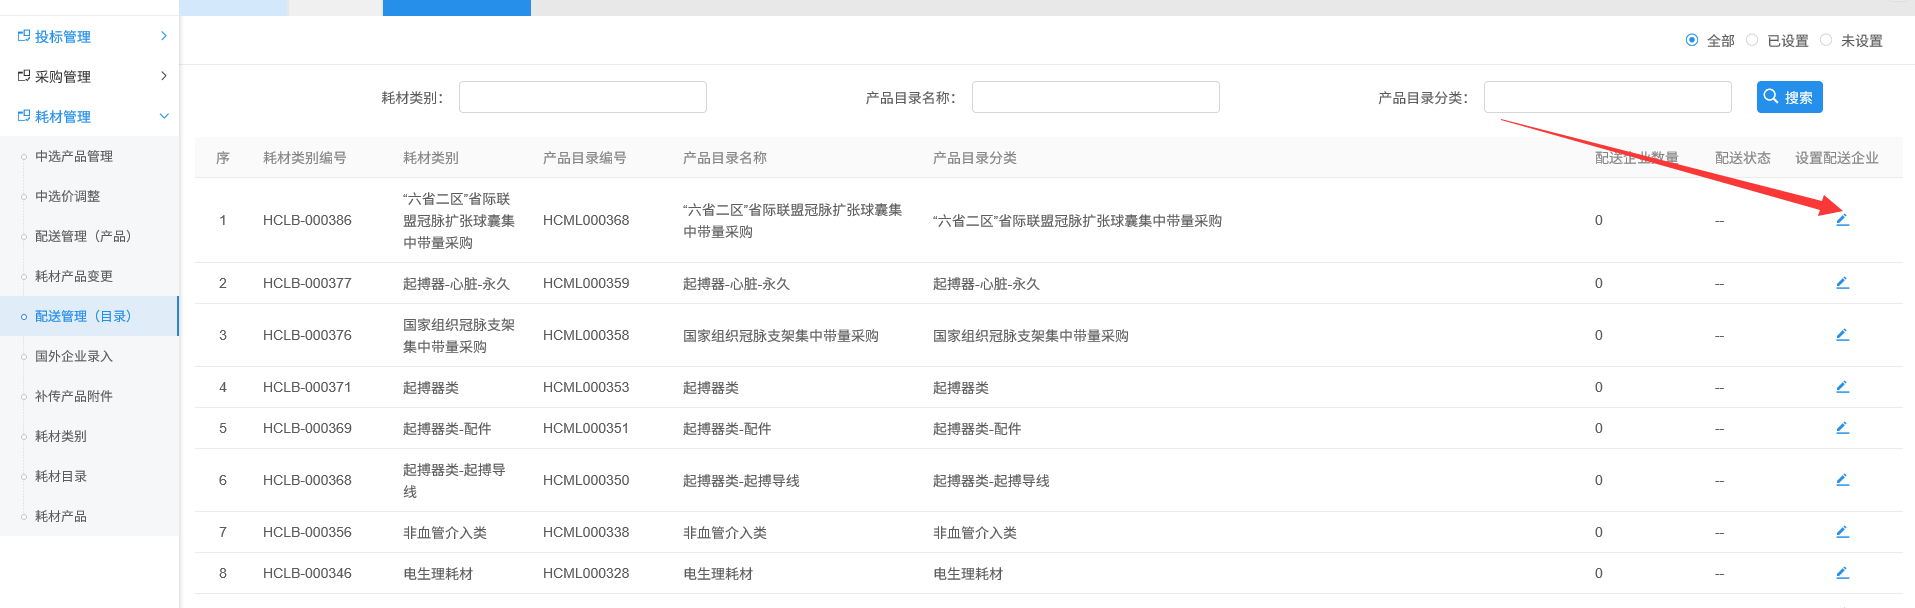 投标管理
采购管理
耗材管理
中选产品管理
中选价调整
配送管理（产品）
耗材产品变更
配送管理（目录）
国外企业录入
补传产品附件
耗材类别
耗材目录
耗材产品
全部 已设置 未设置
耗材类别： 产品目录名称： 产品目录分类： 搜索
序 耗材类别编号 耗材类别 产品目录编号 产品目录名称 产品目录分类 配送企业数量 配送状态 设置配送企业
1 HCLB-000386 “六省二区”省际联盟冠脉扩张球囊集中带量采购 HCML000368 “六省二区”省际联盟冠脉扩张球囊集中带量采购 “六省二区”省际联盟冠脉扩张球囊集中带量采购 0 --
2 HCLB-000377 起搏器-心脏-永久 HCML000359 起搏器-心脏-永久 起搏器-心脏-永久 0 --
3 HCLB-000376 国家组织冠脉支架集中带量采购 HCML000358 国家组织冠脉支架集中带量采购 国家组织冠脉支架集中带量采购 0 --
4 HCLB-000371 起搏器类 HCML000353 起搏器类 起搏器类 0 --
5 HCLB-000369 起搏器类-配件 HCML000351 起搏器类-配件 起搏器类-配件 0 --
6 HCLB-000368 起搏器类-起搏导线 HCML000350 起搏器类-起搏导线 起搏器类-起搏导线 0 --
7 HCLB-000356 非血管介入类 HCML000338 非血管介入类 非血管介入类 0 --
8 HCLB-000346 电生理耗材 HCML000328 电生理耗材 电生理耗材 0 --